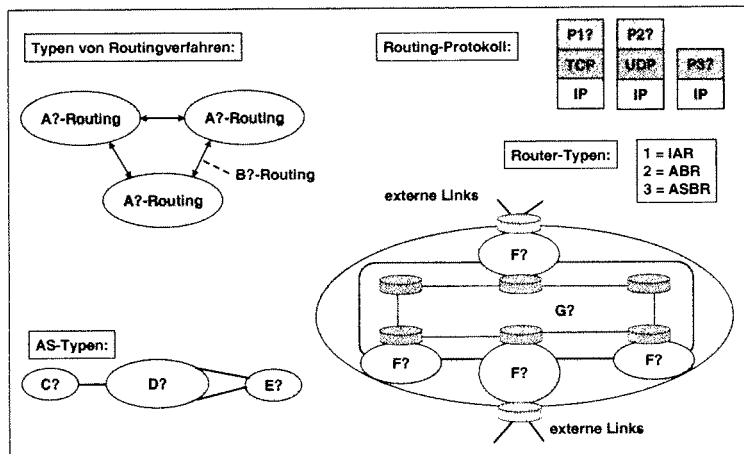 Typen von Routingverfahren:
A?-Routing
A?-Routing
A?-Routing
B?-Routing
Routing-Protokoll:
P1?
TCP
IP
P2?
UDP
IP
P3?
IP
Router-Typen:
1 = IAR
2 = ABR
3 = ASBR
externe Links
F?
G?
F?
F?
F?
externe Links
AS-Typen:
C?
D?
E?